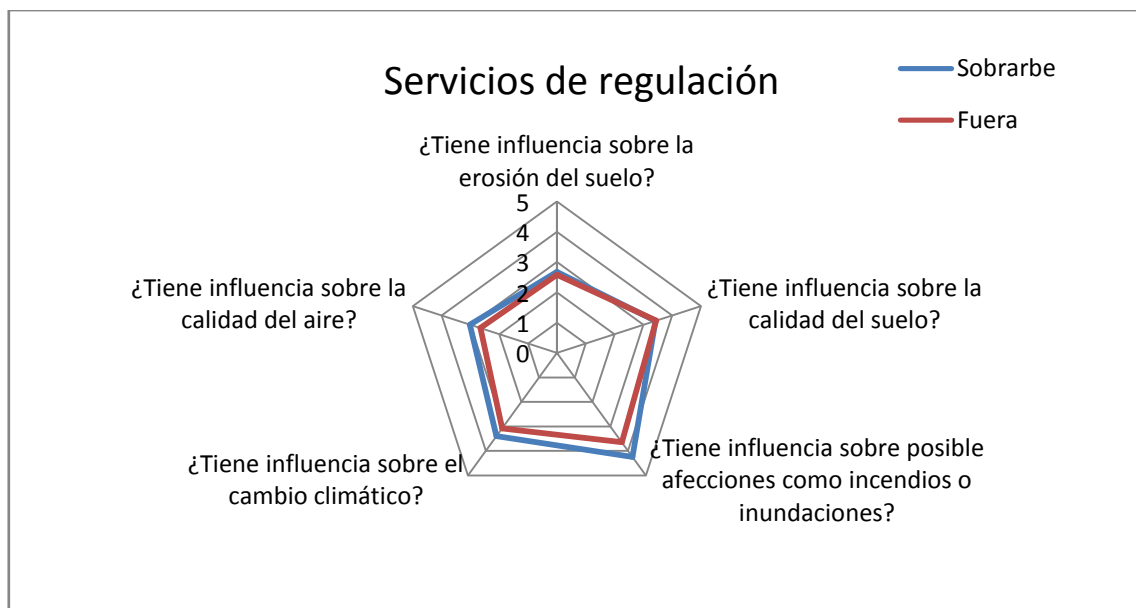 Servicios de regulación
Sobrarbe
Fuera
¿Tiene influencia sobre la
erosión del suelo?
5
4
3
2
1
0
¿Tiene influencia sobre la
calidad del suelo?
¿Tiene influencia sobre posible
afecciones como incendios o
inundaciones?
¿Tiene influencia sobre el
cambio climático?
¿Tiene influencia sobre la
calidad del aire?